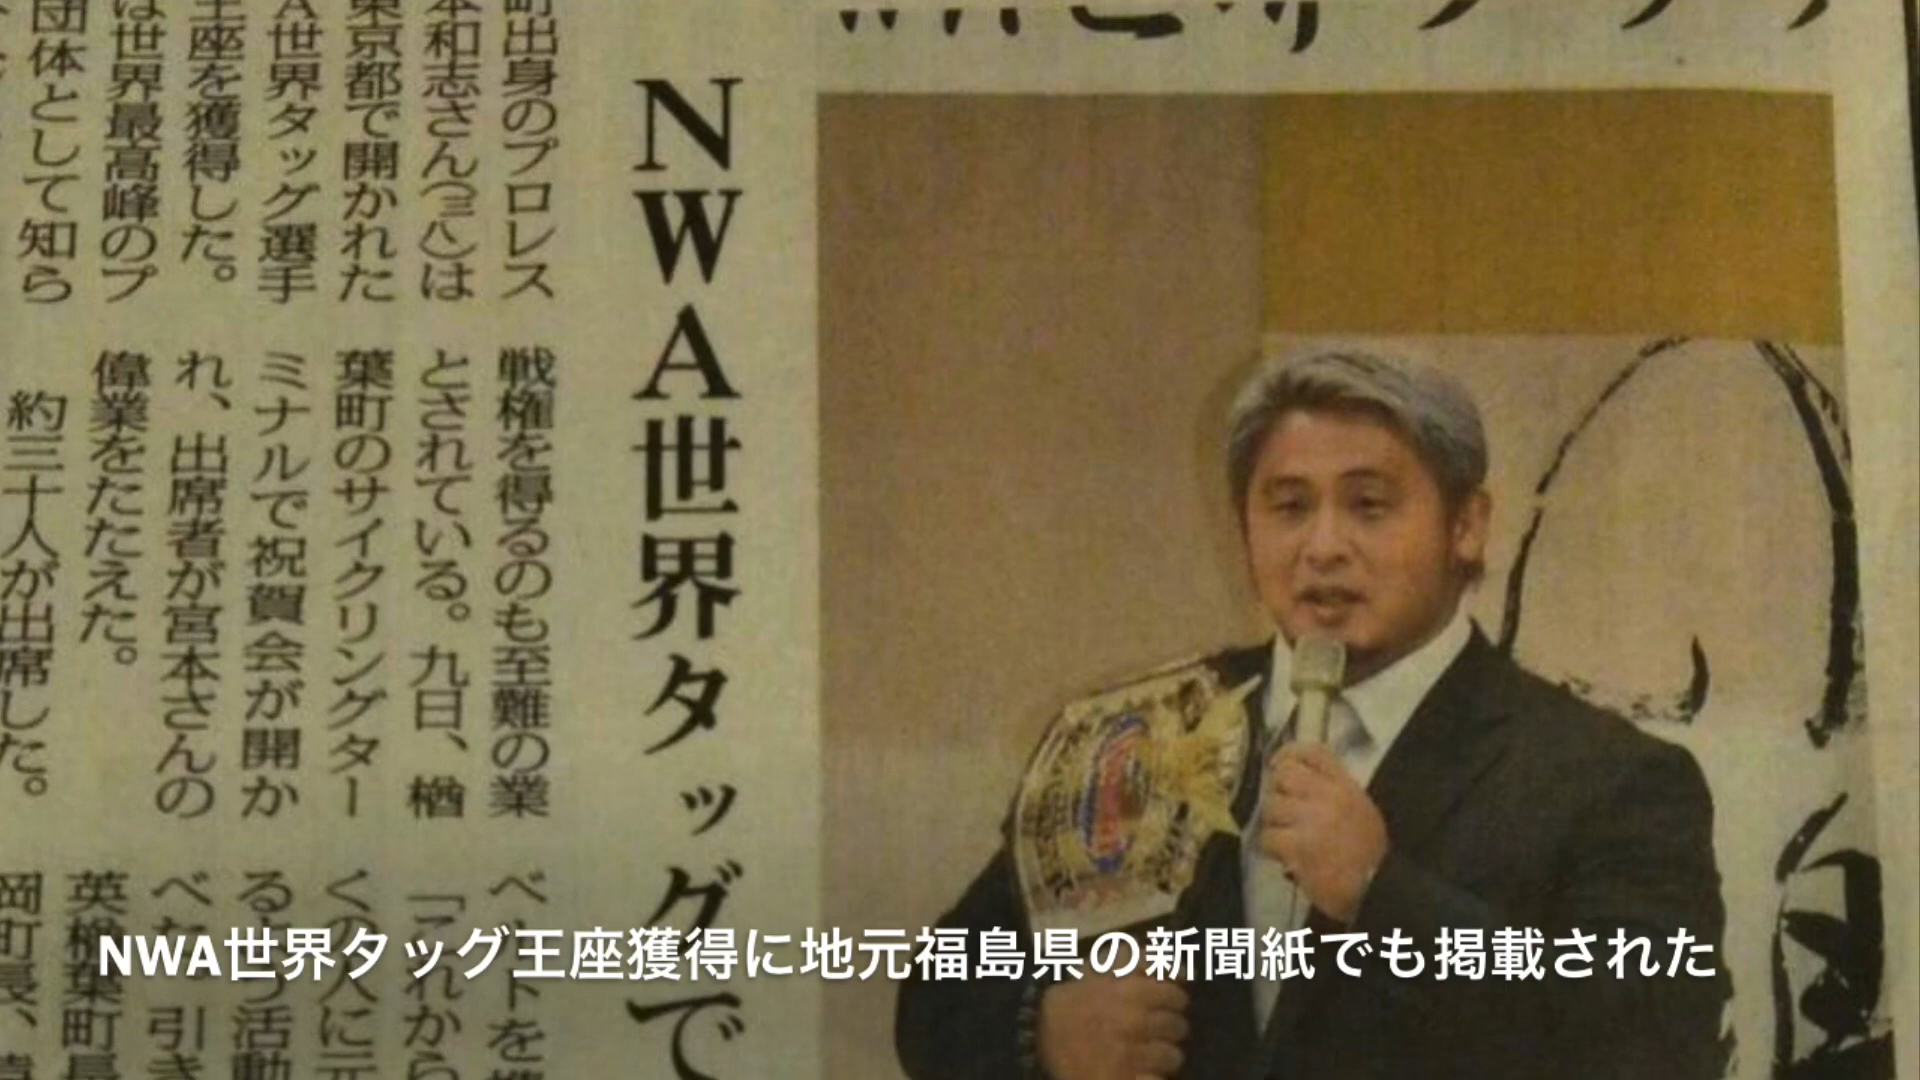 NWA世界タッグで
町出身のプロレス
本和志さん(三八)は
東京都で開かれた
A世界タッグ選手
王座を獲得した。
は世界最高峰のプ
団体として知ら
戦権を得るのも至難の業
とされている。九日、楢
葉町のサイクリングター
ミナルで祝賀会が開か
れ、出席者が宮本さんの
偉業をたたえた。
約三十人が出席した。
NWA世界タッグ王座獲得に地元福島県の新聞紙でも掲載された